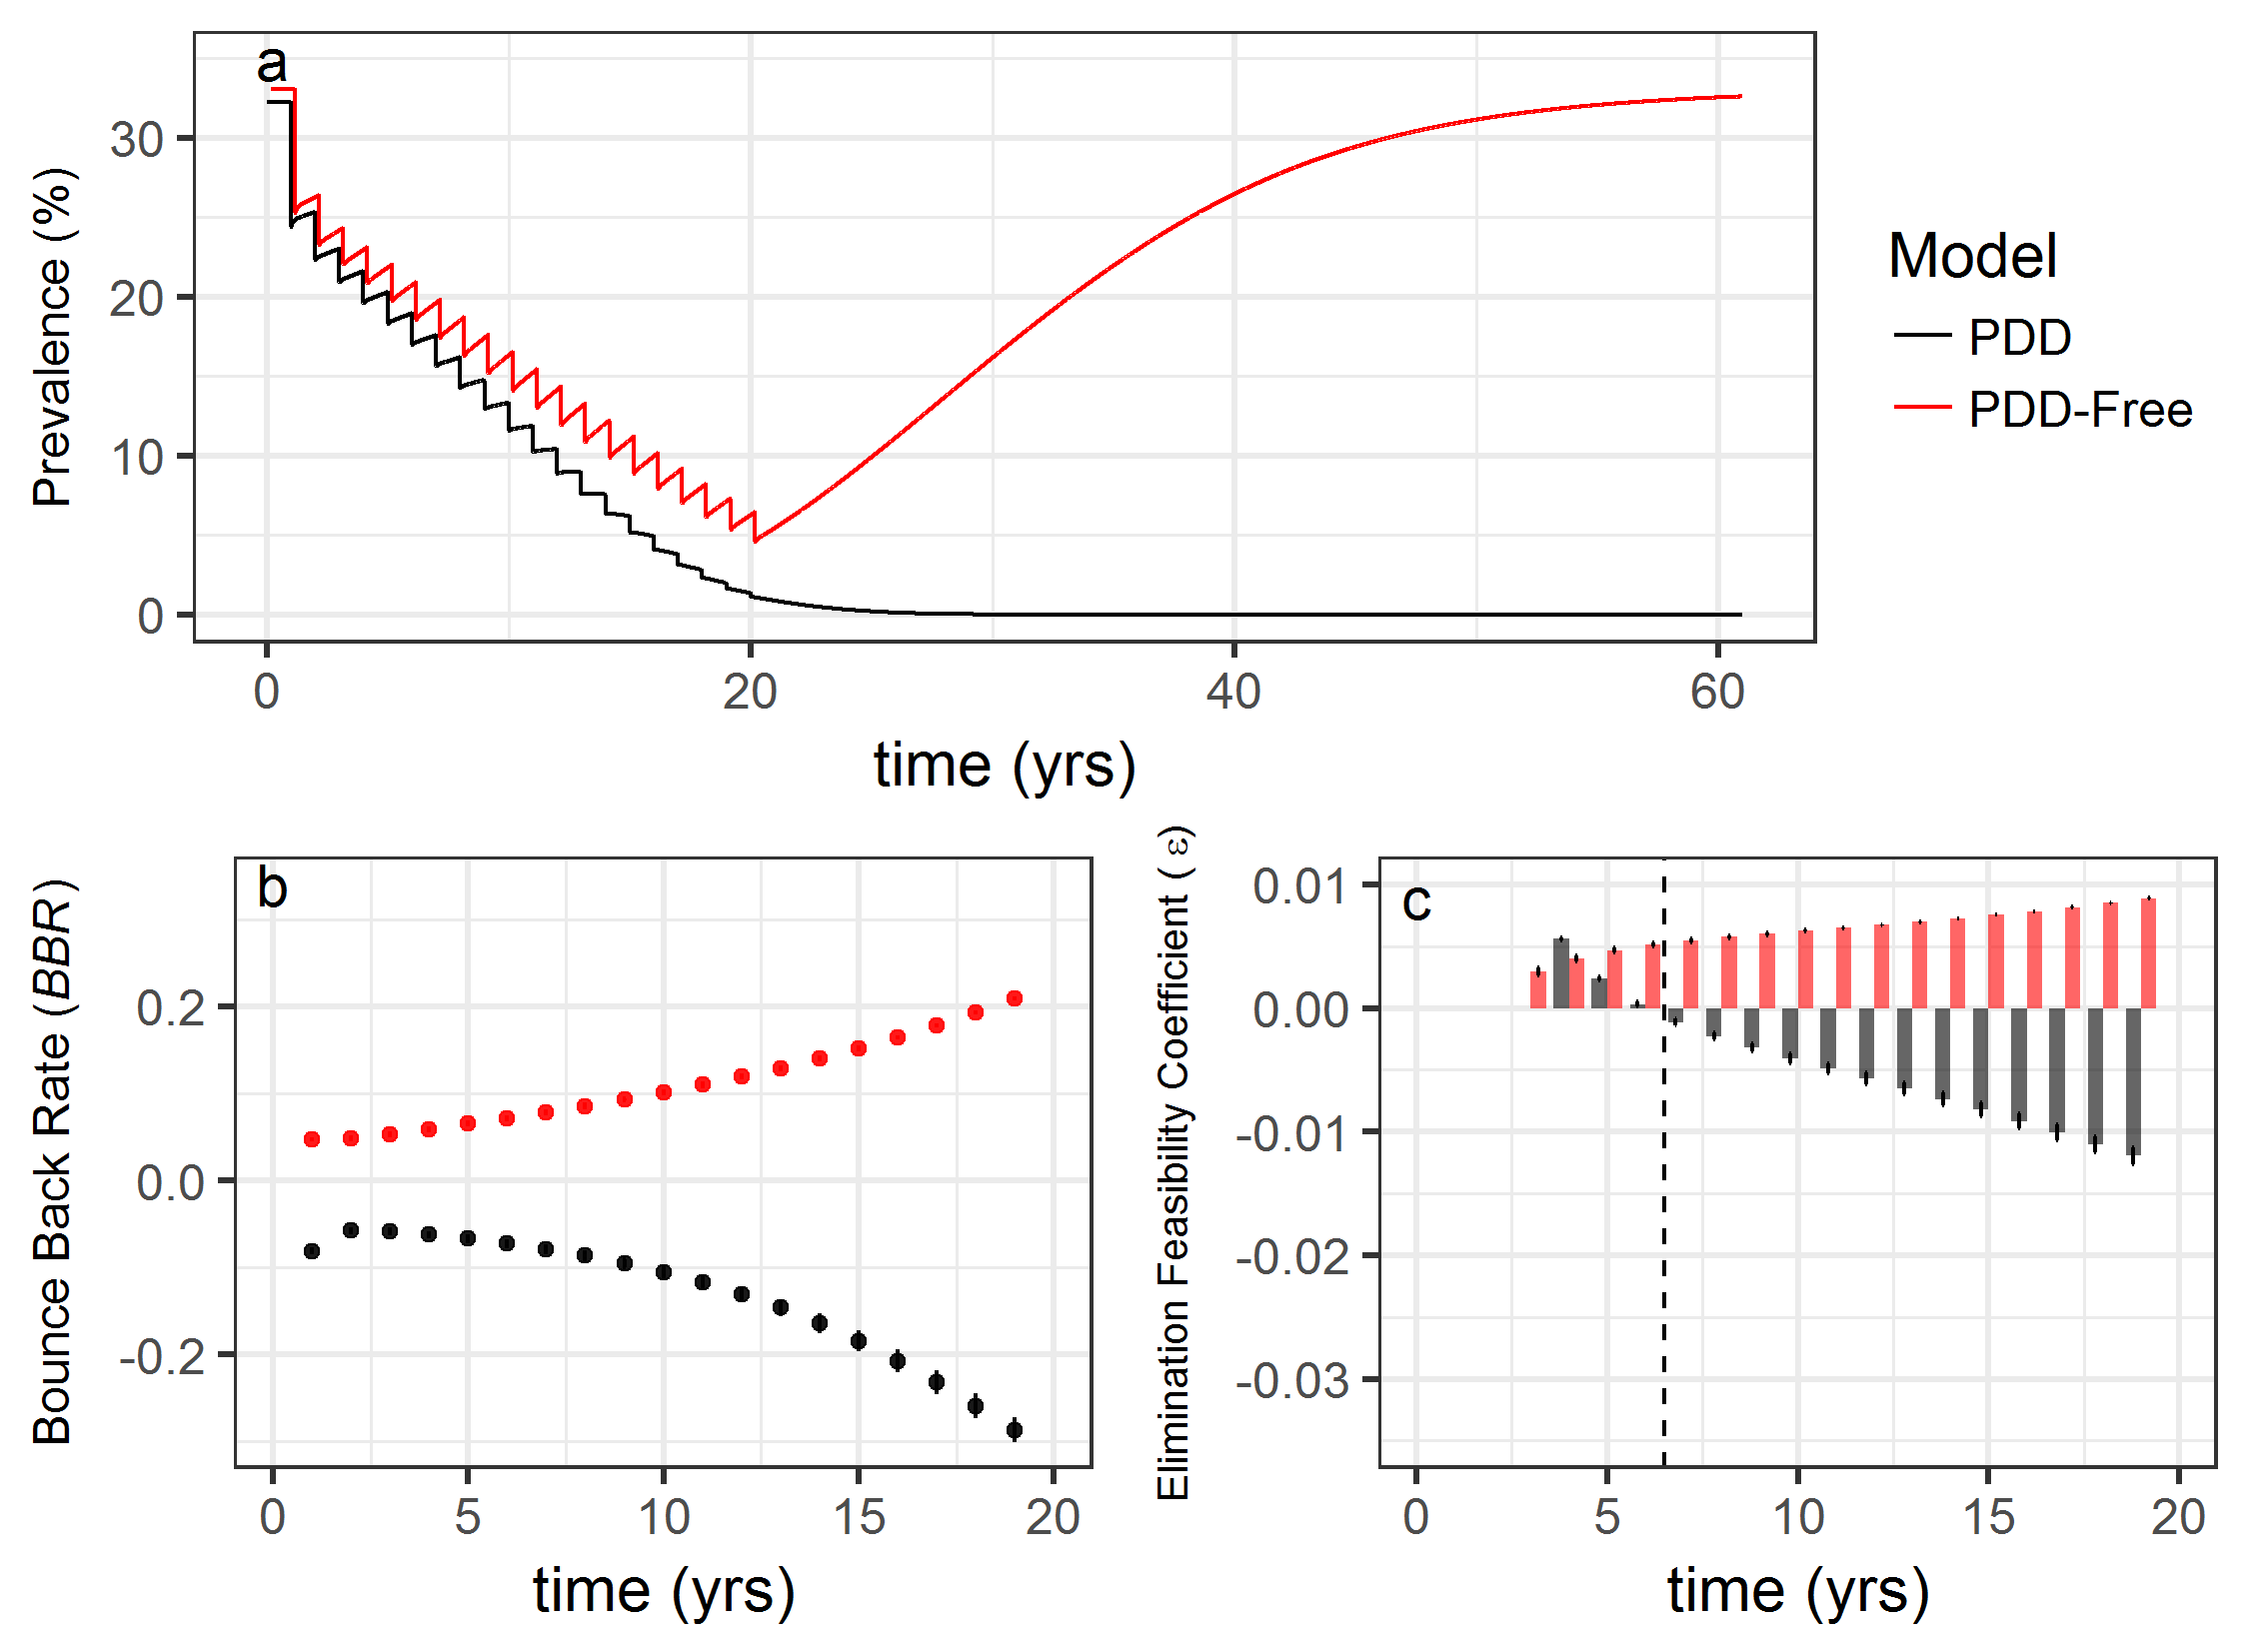 a
30
20
10
0
Prevalence (%)
0 20 40 60
time (yrs)
Model
PDD
PDD-Free
b
0.2
0.0
-0.2
Bounce Back Rate (BBR)
0 5 10 15 20
time (yrs)
c
0.01
0.00
-0.01
-0.02
-0.03
Elimination Feasibility Coefficient ( ε)
0 5 10 15 20
time (yrs)